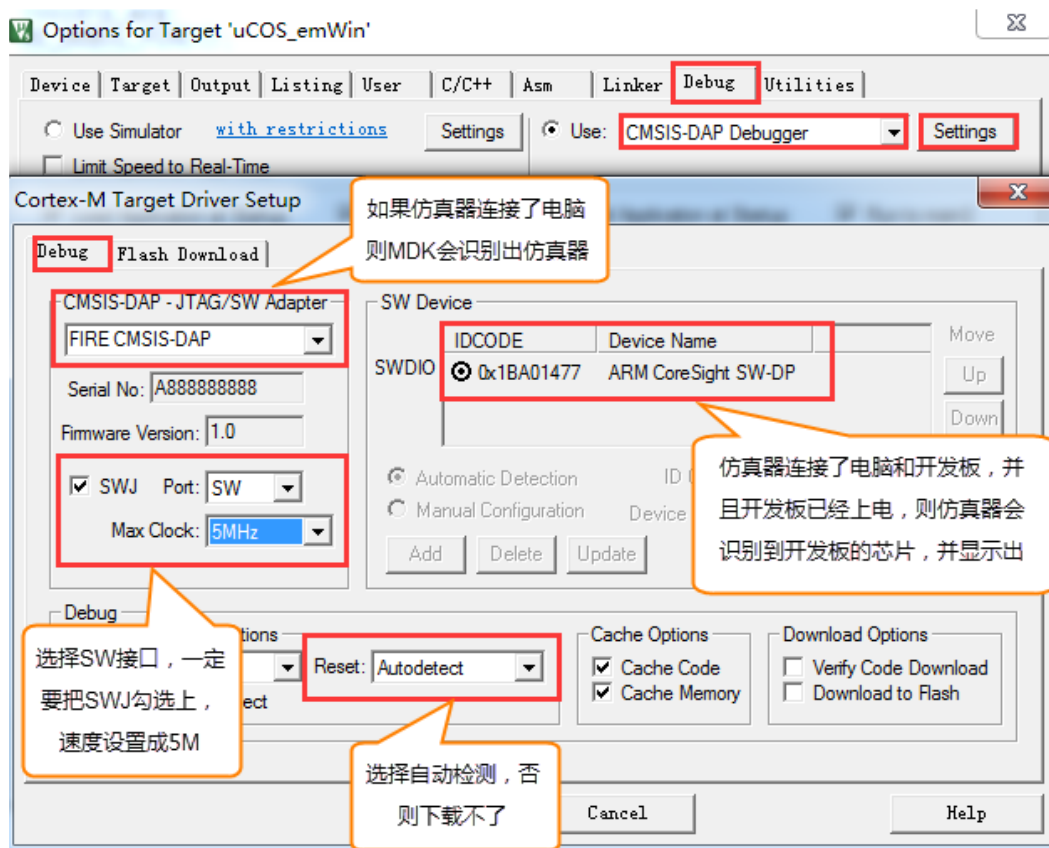 Options for Target 'uCOS_emWin'
Device Target Output Listing User C/C++ Asm Linker Debug Utilities
Use Simulator with restrictions Settings Use: CMSIS-DAP Debugger Settings
Limit Speed to Real-Time
Cortex-M Target Driver Setup
如果仿真器连接了电脑
则MDK会识别出仿真器
Debug Flash Download
CMSIS-DAP - JTAG/SW Adapter
FIRE CMSIS-DAP
Serial No: A888888888
Firmware Version: 1.0
SWJ Port: SW
Max Clock: 5MHz
SW Device
IDCODE Device Name
SWDIO 0x1BA01477 ARM CoreSight SW-DP
Move
Up
Down
Automatic Detection ID
Manual Configuration Device
Add Delete Update
仿真器连接了电脑和开发板，并
且开发板已经上电，则仿真器会
识别到开发板的芯片，并显示出
Debug
Reset: Autodetect
选择SW接口，一定
要把SWJ勾选上，
速度设置成5M
Cache Options
Cache Code
Cache Memory
Download Options
Verify Code Download
Download to Flash
选择自动检测，否
则下载不了
Cancel
Help